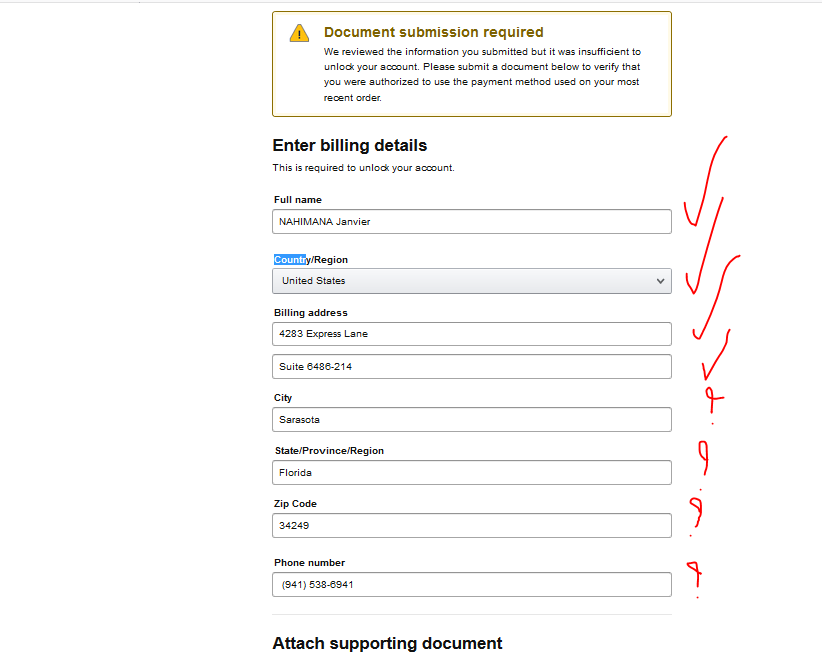 Document submission required
We reviewed the information you submitted but it was insufficient to
unlock your account. Please submit a document below to verify that
you were authorized to use the payment method used on your most
recent order.
Enter billing details
This is required to unlock your account.
Full name
NAHIMANA Janvier
Country/Region
United States
Billing address
4283 Express Lane
Suite 6486-214
City
Sarasota
State/Province/Region
Florida
Zip Code
34249
Phone number
(941) 538-6941
Attach supporting document